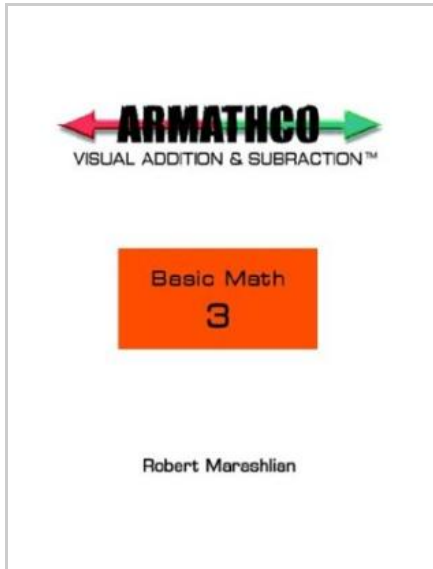 ARMATHCO
VISUAL ADDITION & SUBRACTION™
Basic Math
3
Robert Marashlian